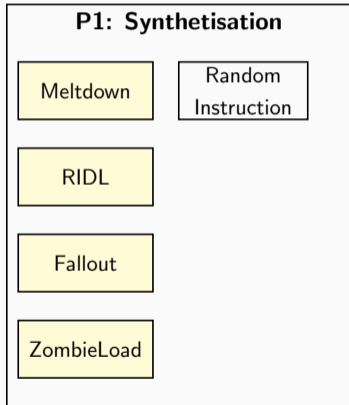 P1: Synthetisation
Meltdown
Random
Instruction
RIDL
Fallout
ZombieLoad